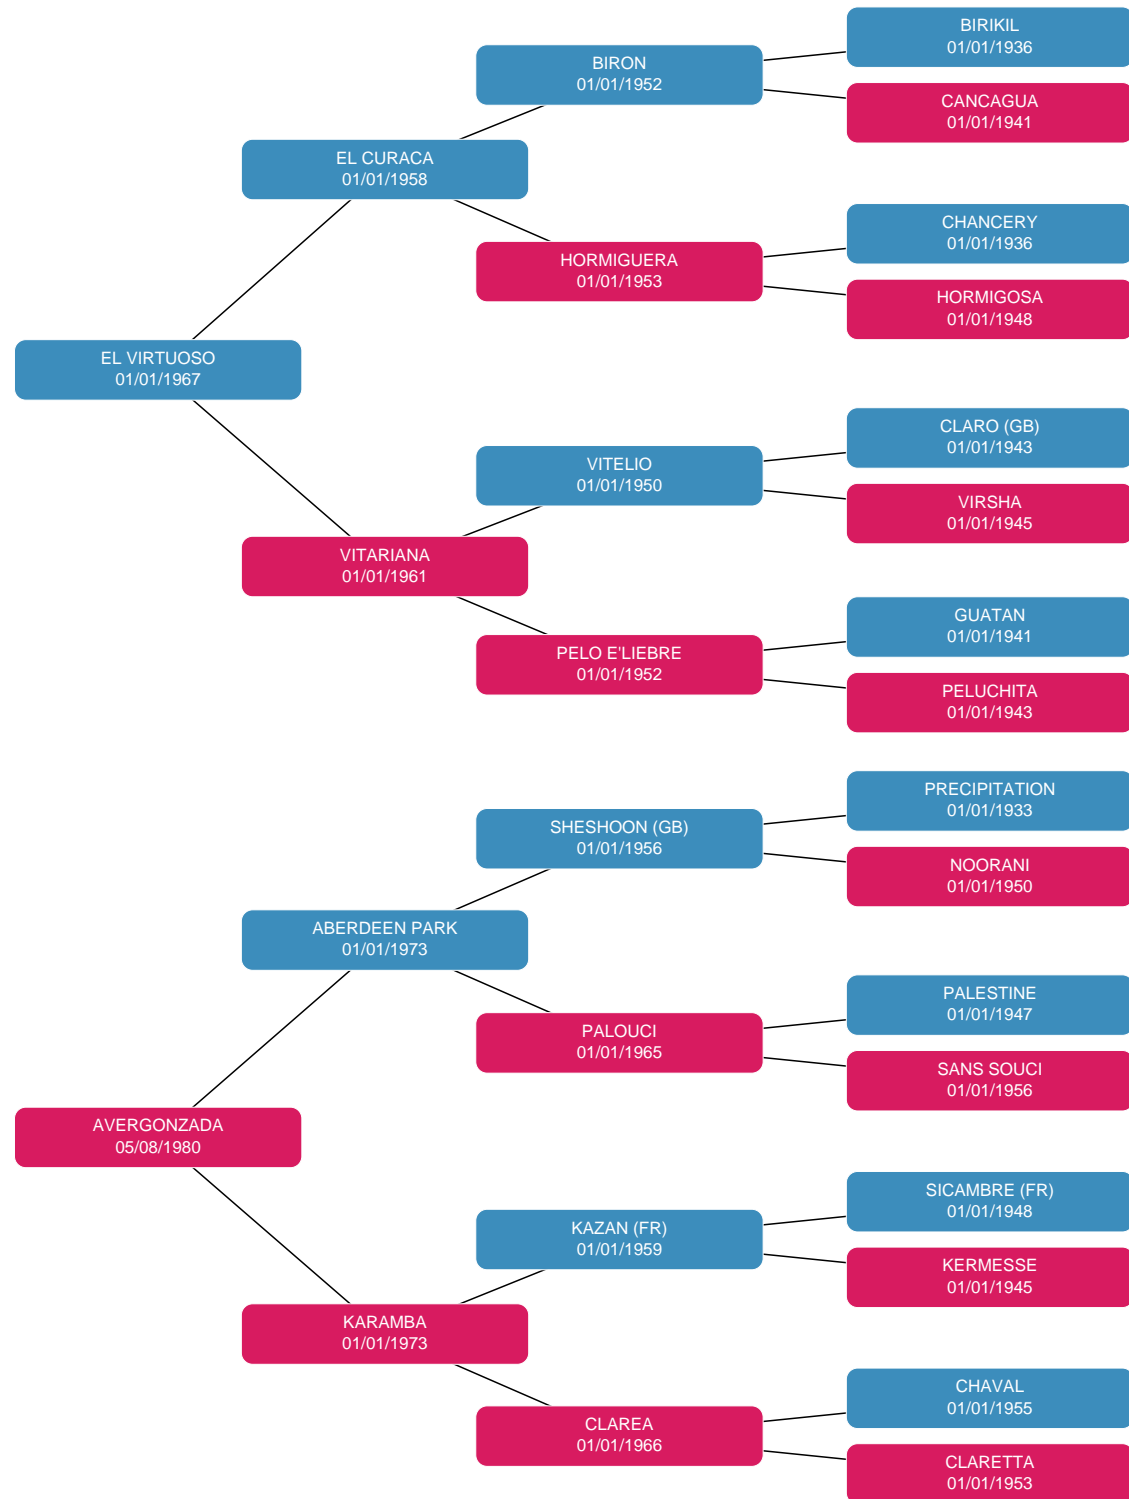 BIRIKIL
01/01/1936
BIRON
01/01/1952
CANCAGUA
01/01/1941
EL CURACA
01/01/1958
CHANCERY
01/01/1936
HORMIGUERA
01/01/1953
HORMIGOSA
01/01/1948
EL VIRTUOSO
01/01/1967
CLARO (GB)
01/01/1943
VITELIO
01/01/1950
VIRSHA
01/01/1945
VITARIANA
01/01/1961
GUATAN
01/01/1941
PELO E'LIEBRE
01/01/1952
PELUCHITA
01/01/1943
PRECIPITATION
01/01/1933
SHESHOON (GB)
01/01/1956
NOORANI
01/01/1950
ABERDEEN PARK
01/01/1973
PALESTINE
01/01/1947
PALOUCI
01/01/1965
SANS SOUCI
01/01/1956
AVERGONZADA
05/08/1980
SICAMBRE (FR)
01/01/1948
KAZAN (FR)
01/01/1959
KERMESSE
01/01/1945
KARAMBA
01/01/1973
CHAVAL
01/01/1955
CLAREA
01/01/1966
CLARETTA
01/01/1953